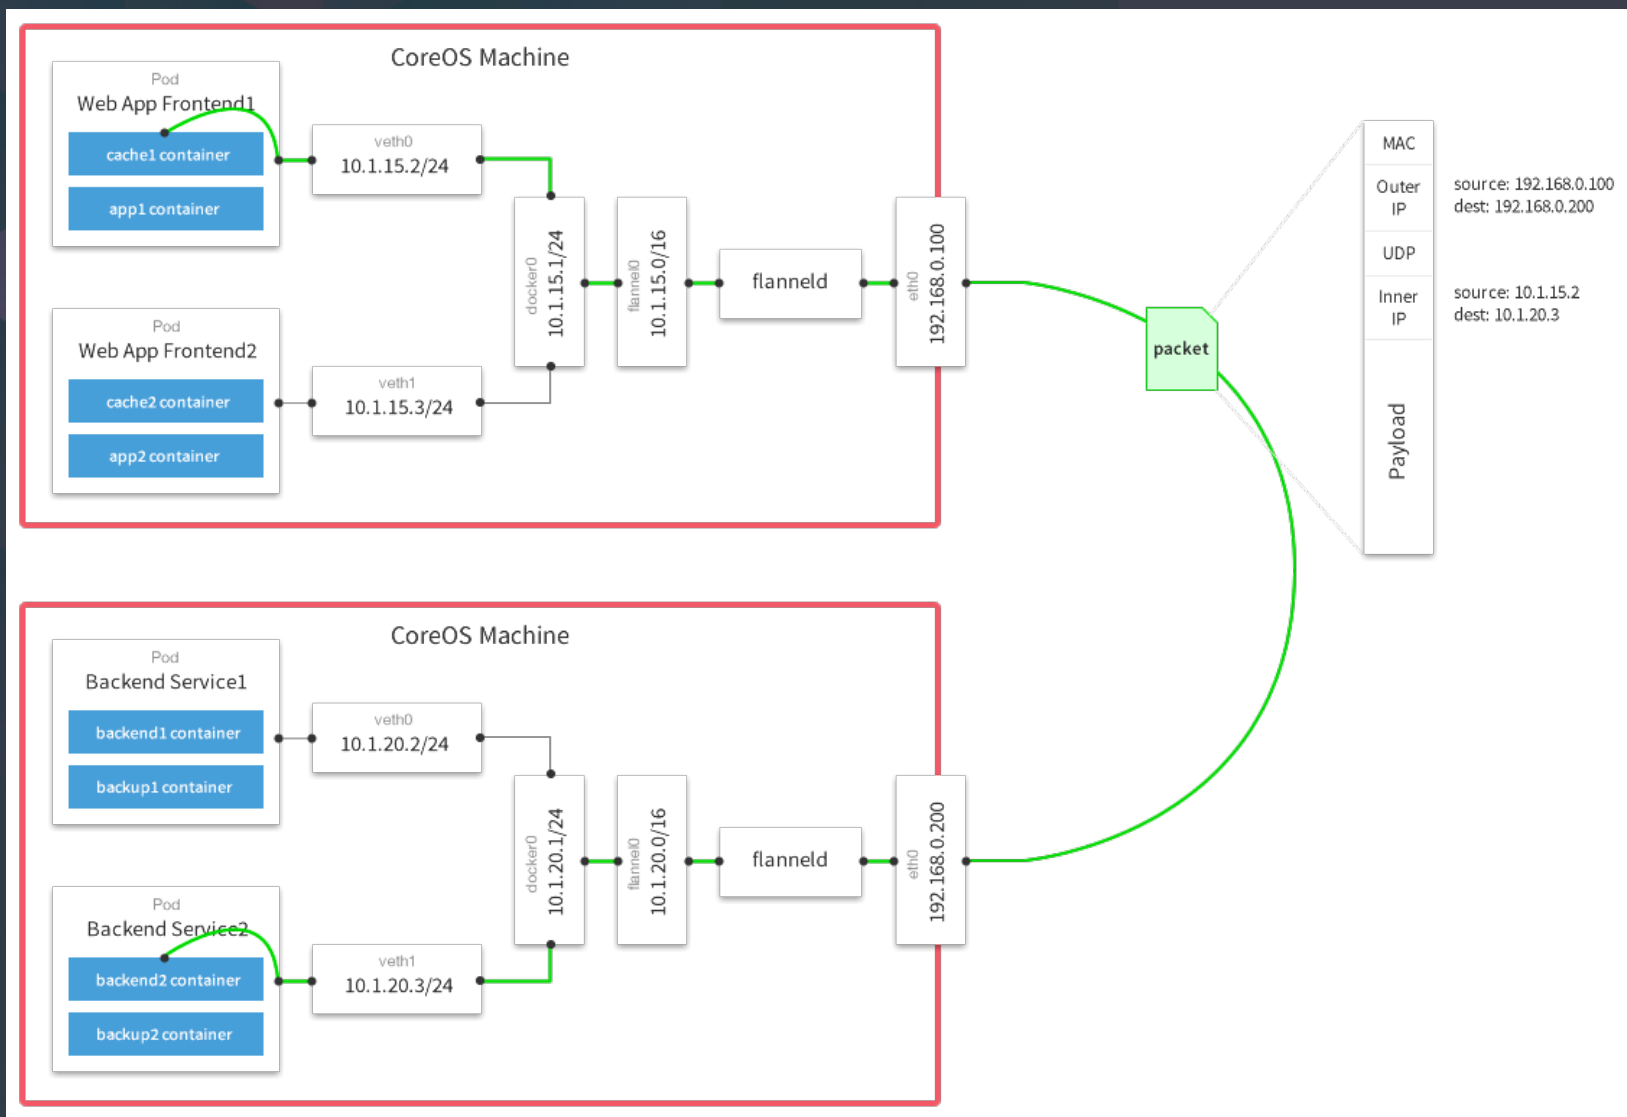 CoreOS Machine
Pod
Web App Frontend1
cache1 container
app1 container
veth0
10.1.15.2/24
Pod
Web App Frontend2
cache2 container
app2 container
veth1
10.1.15.3/24
docker0
10.1.15.1/24
flannel0
10.1.15.0/16
flanneld
eth0
192.168.0.100
packet
MAC
Outer
IP
source: 192.168.0.100
dest: 192.168.0.200
UDP
Inner
IP
source: 10.1.15.2
dest: 10.1.20.3
Payload
CoreOS Machine
Pod
Backend Service1
backend1 container
backup1 container
veth0
10.1.20.2/24
Pod
Backend Service2
backend2 container
backup2 container
veth1
10.1.20.3/24
docker0
10.1.20.1/24
flannel0
10.1.20.0/16
flanneld
eth0
192.168.0.200